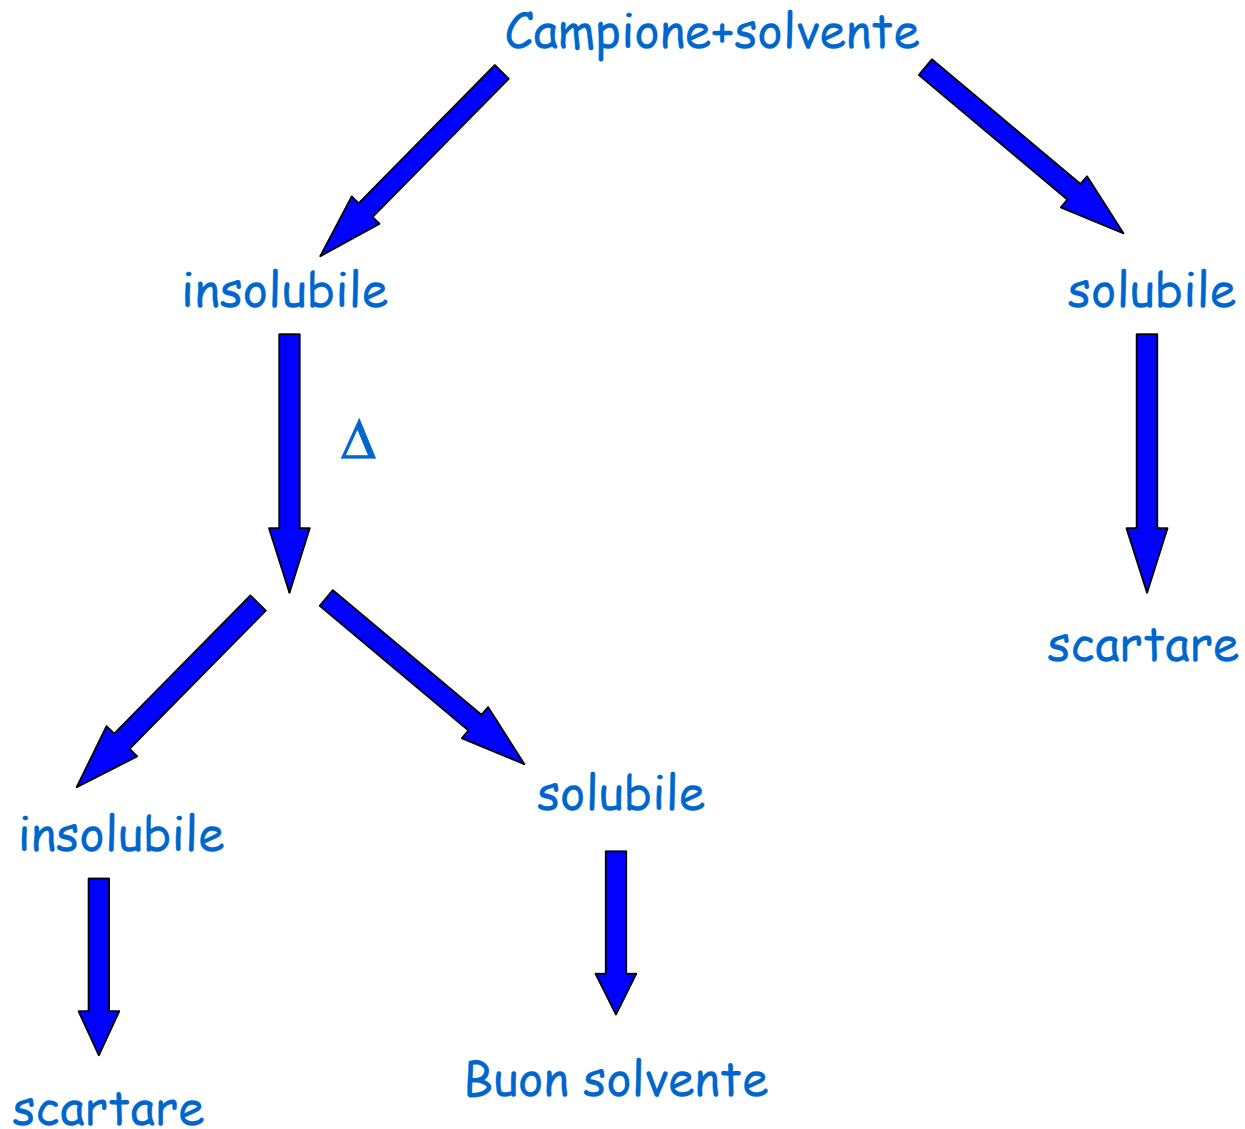 Campione+solvente
insolubile
solubile
Δ
scartare
solubile
insolubile
Buon solvente
scartare